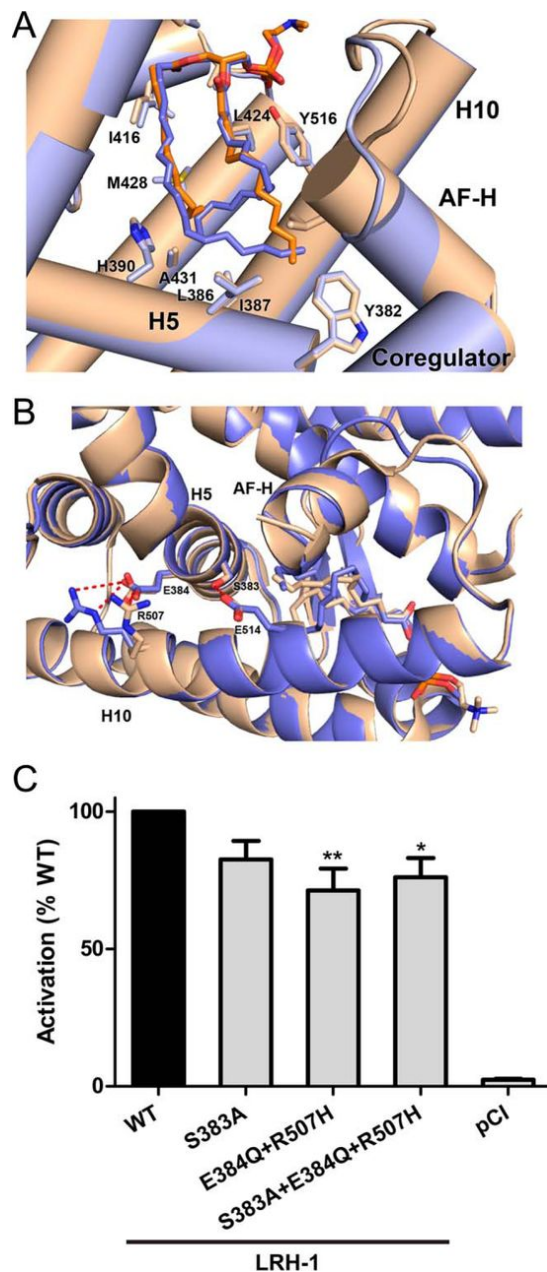 A
I416
L424
Y516
H10
M428
AF-H
H390
A431
L386
I387
Y382
H5
Coregulator
B
H5
AF-H
S383
E384
R507
E514
H10
C
Activation (% WT)
100
50
0
WT
S383A
E384Q+R507H
**
S383A+E384Q+R507H
*
pCI
LRH-1